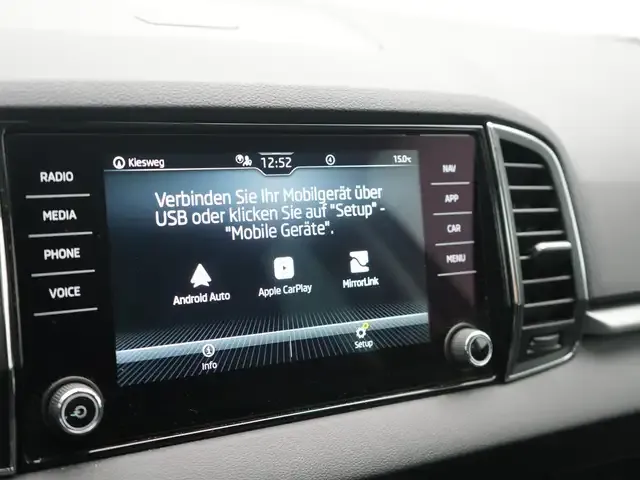 Kiesweg 12:52 15.0°C
RADIO
MEDIA
PHONE
VOICE
Verbinden Sie Ihr Mobilgerät über
USB oder klicken Sie auf "Setup" -
"Mobile Geräte".
Android Auto Apple CarPlay MirrorLink
Info Setup
NAV
APP
CAR
MENU